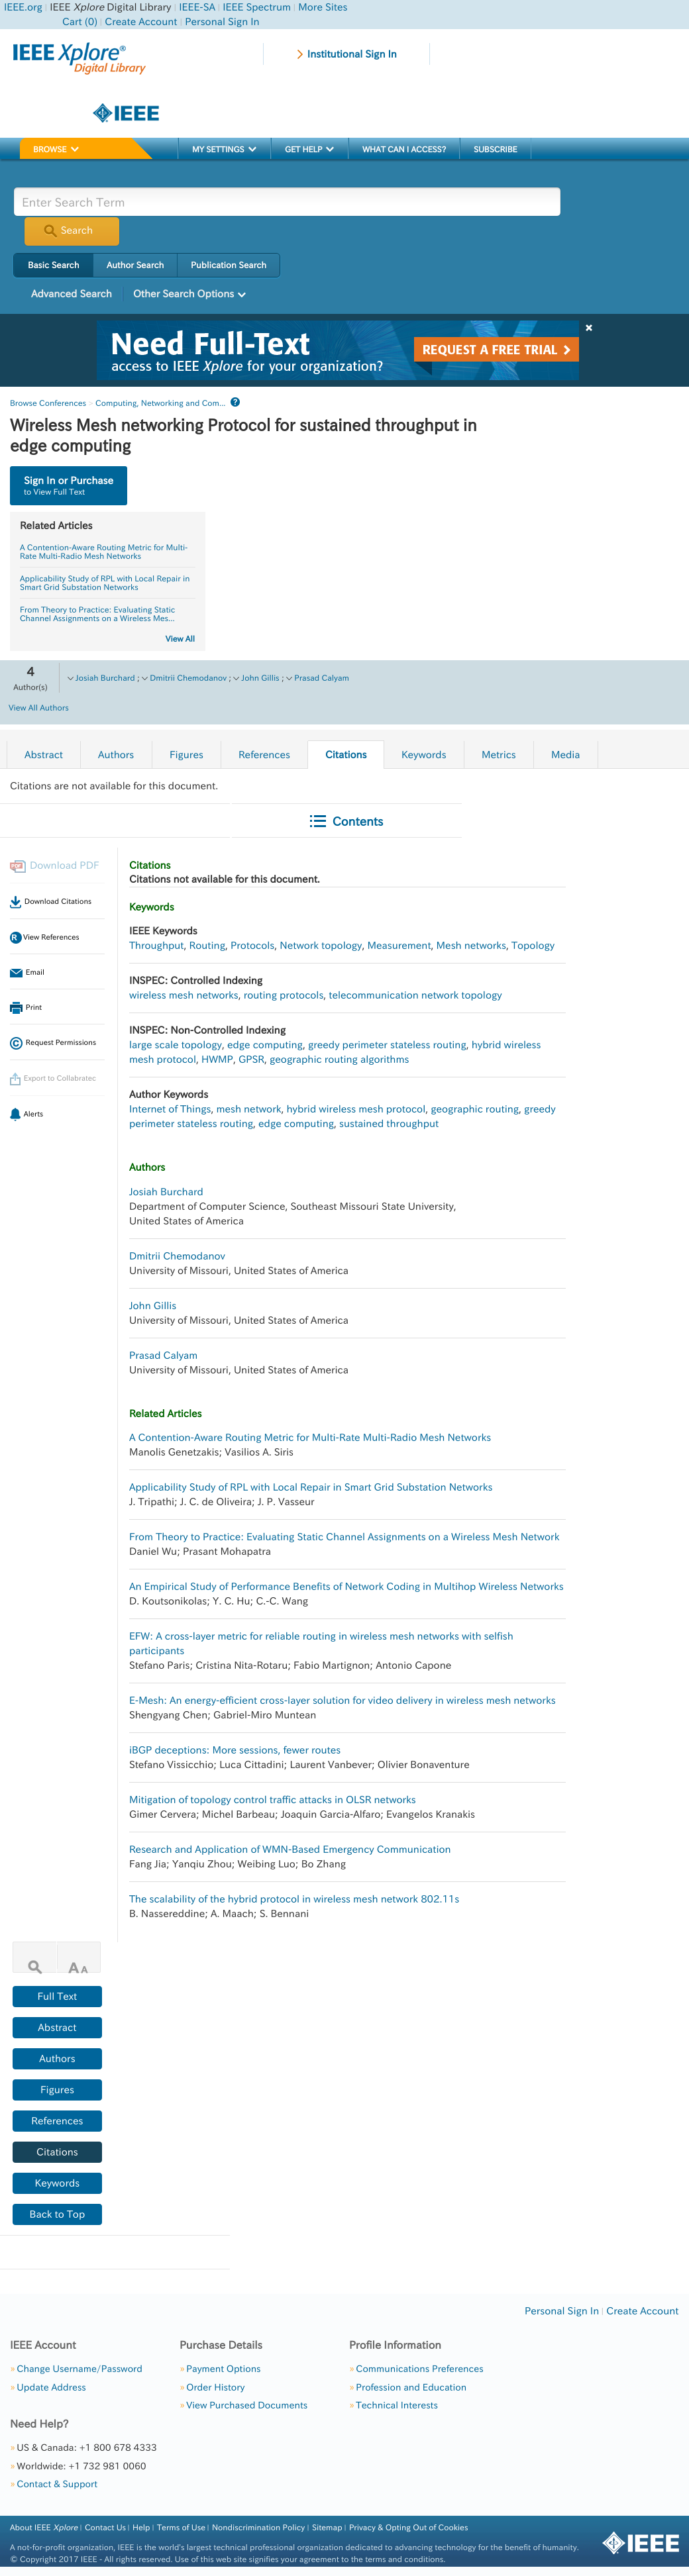 IEEE.org | IEEE Xplore Digital Library | IEEE-SA | IEEE Spectrum | More Sites
Cart (0) | Create Account | Personal Sign In
IEEE Xplore®
Digital Library
Institutional Sign In
IEEE
BROWSE
MY SETTINGS
GET HELP
WHAT CAN I ACCESS?
SUBSCRIBE
Enter Search Term
Search
Basic Search
Author Search
Publication Search
Advanced Search
Other Search Options
Need Full-Text
access to IEEE Xplore for your organization?
REQUEST A FREE TRIAL
Browse Conferences > Computing, Networking and Com...
Wireless Mesh networking Protocol for sustained throughput in
edge computing
Sign In or Purchase
to View Full Text
Related Articles
A Contention-Aware Routing Metric for Multi-
Rate Multi-Radio Mesh Networks
Applicability Study of RPL with Local Repair in
Smart Grid Substation Networks
From Theory to Practice: Evaluating Static
Channel Assignments on a Wireless Mes...
View All
4
Author(s)
Josiah Burchard ; Dmitrii Chemodanov ; John Gillis ; Prasad Calyam
View All Authors
Abstract
Authors
Figures
References
Citations
Keywords
Metrics
Media
Citations are not available for this document.
Contents
Download PDF
Download Citations
View References
Email
Print
Request Permissions
Export to Collabratec
Alerts
Citations
Citations not available for this document.
Keywords
IEEE Keywords
Throughput, Routing, Protocols, Network topology, Measurement, Mesh networks, Topology
INSPEC: Controlled Indexing
wireless mesh networks, routing protocols, telecommunication network topology
INSPEC: Non-Controlled Indexing
large scale topology, edge computing, greedy perimeter stateless routing, hybrid wireless
mesh protocol, HWMP, GPSR, geographic routing algorithms
Author Keywords
Internet of Things, mesh network, hybrid wireless mesh protocol, geographic routing, greedy
perimeter stateless routing, edge computing, sustained throughput
Authors
Josiah Burchard
Department of Computer Science, Southeast Missouri State University,
United States of America
Dmitrii Chemodanov
University of Missouri, United States of America
John Gillis
University of Missouri, United States of America
Prasad Calyam
University of Missouri, United States of America
Related Articles
A Contention-Aware Routing Metric for Multi-Rate Multi-Radio Mesh Networks
Manolis Genetzakis; Vasilios A. Siris
Applicability Study of RPL with Local Repair in Smart Grid Substation Networks
J. Tripathi; J. C. de Oliveira; J. P. Vasseur
From Theory to Practice: Evaluating Static Channel Assignments on a Wireless Mesh Network
Daniel Wu; Prasant Mohapatra
An Empirical Study of Performance Benefits of Network Coding in Multihop Wireless Networks
D. Koutsonikolas; Y. C. Hu; C.-C. Wang
EFW: A cross-layer metric for reliable routing in wireless mesh networks with selfish
participants
Stefano Paris; Cristina Nita-Rotaru; Fabio Martignon; Antonio Capone
E-Mesh: An energy-efficient cross-layer solution for video delivery in wireless mesh networks
Shengyang Chen; Gabriel-Miro Muntean
iBGP deceptions: More sessions, fewer routes
Stefano Vissicchio; Luca Cittadini; Laurent Vanbever; Olivier Bonaventure
Mitigation of topology control traffic attacks in OLSR networks
Gimer Cervera; Michel Barbeau; Joaquin Garcia-Alfaro; Evangelos Kranakis
Research and Application of WMN-Based Emergency Communication
Fang Jia; Yanqiu Zhou; Weibing Luo; Bo Zhang
The scalability of the hybrid protocol in wireless mesh network 802.11s
B. Nassereddine; A. Maach; S. Bennani
AA
Full Text
Abstract
Authors
Figures
References
Citations
Keywords
Back to Top
Personal Sign In | Create Account
IEEE Account
» Change Username/Password
» Update Address
Purchase Details
» Payment Options
» Order History
» View Purchased Documents
Profile Information
» Communications Preferences
» Profession and Education
» Technical Interests
Need Help?
» US & Canada: +1 800 678 4333
» Worldwide: +1 732 981 0060
» Contact & Support
About IEEE Xplore | Contact Us | Help | Terms of Use | Nondiscrimination Policy | Sitemap | Privacy & Opting Out of Cookies
A not-for-profit organization, IEEE is the world's largest technical professional organization dedicated to advancing technology for the benefit of humanity.
© Copyright 2017 IEEE - All rights reserved. Use of this web site signifies your agreement to the terms and conditions.
IEEE